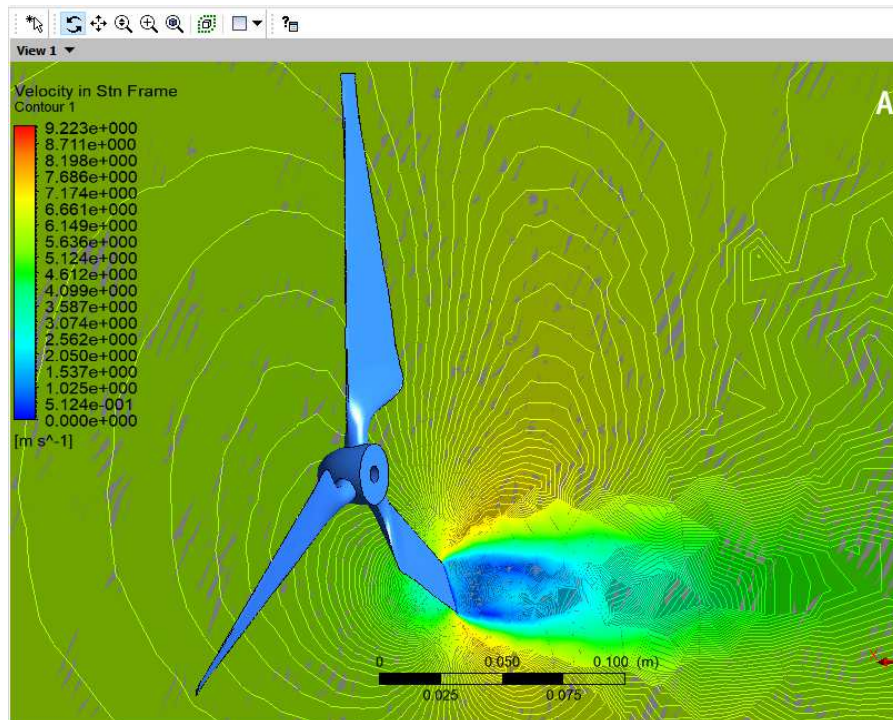 View 1
Velocity in Stn Frame
Contour 1
9.223e+000
8.711e+000
8.198e+000
7.686e+000
7.174e+000
6.661e+000
6.149e+000
5.636e+000
5.124e+000
4.612e+000
4.099e+000
3.587e+000
3.074e+000
2.562e+000
2.050e+000
1.537e+000
1.025e+000
5.124e-001
0.000e+000
[m s^-1]
A
0 0.050 0.100 (m)
0.025 0.075
X